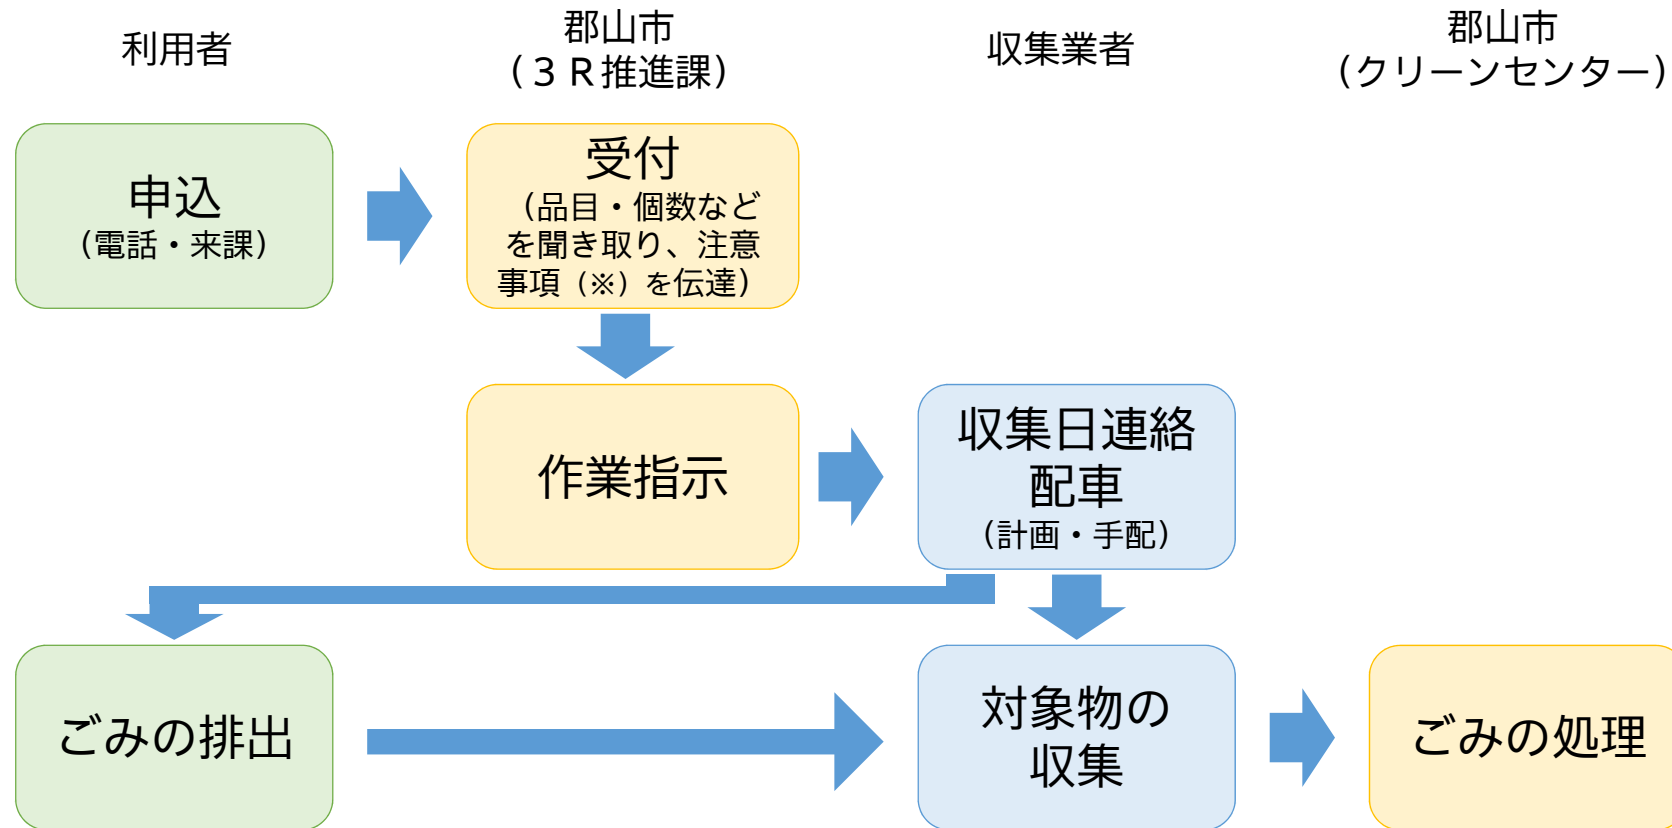 利用者
郡山市
(３Ｒ推進課)
収集業者
郡山市
(クリーンセンター)
申込
(電話・来課)
受付
(品目・個数など
を聞き取り、注意
事項（※）を伝達)
作業指示
収集日連絡
配車
(計画・手配)
ごみの排出
対象物の
収集
ごみの処理